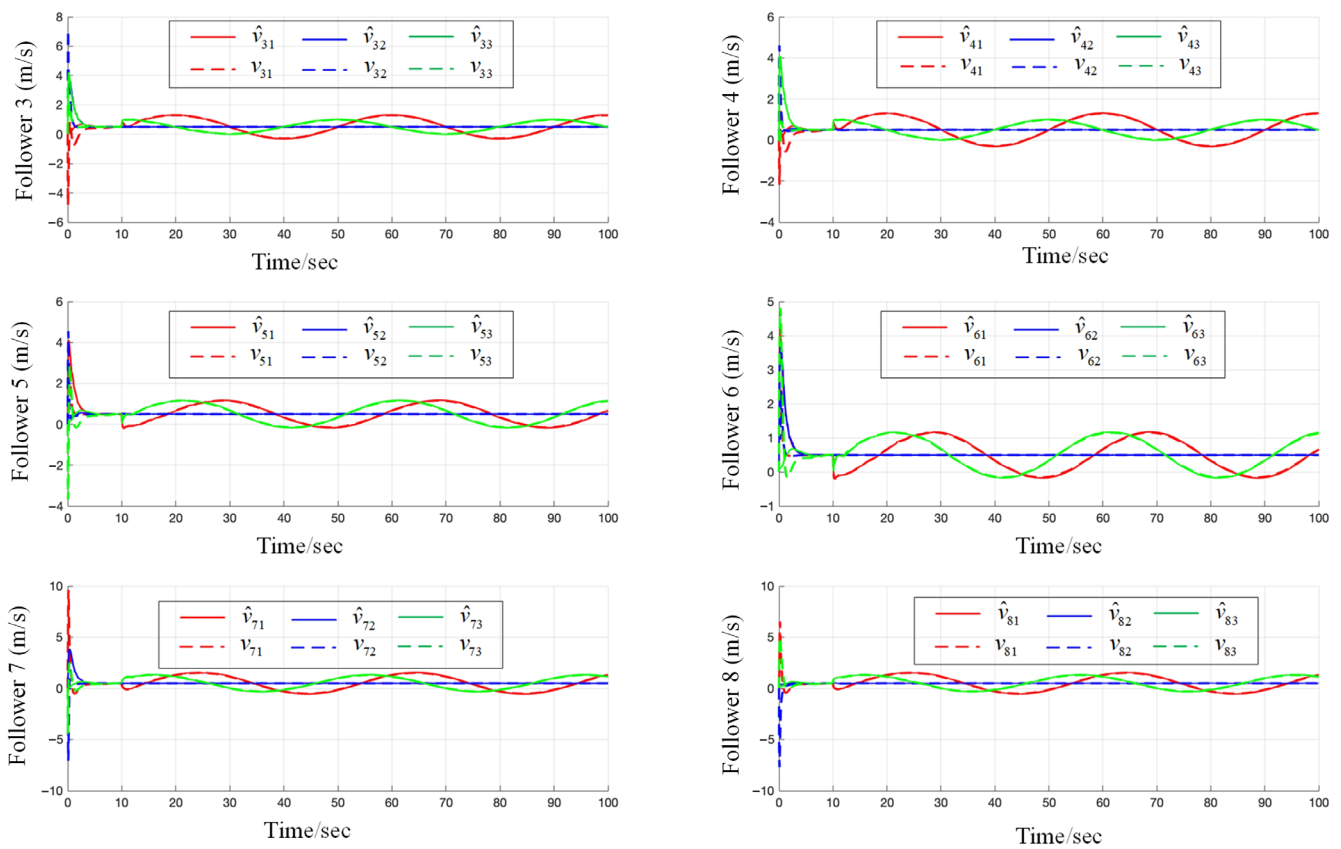 Follower 3 (m/s)
8
6
4
2
0
−2
−4
−6
v̂₃₁ v̂₃₂ v̂₃₃
v₃₁ v₃₂ v₃₃
0 10 20 30 40 50 60 70 80 90 100
Time/sec
Follower 4 (m/s)
6
4
2
0
−2
−4
v̂₄₁ v̂₄₂ v̂₄₃
v₄₁ v₄₂ v₄₃
0 10 20 30 40 50 60 70 80 90 100
Time/sec
Follower 5 (m/s)
6
4
2
0
−2
−4
v̂₅₁ v̂₅₂ v̂₅₃
v₅₁ v₅₂ v₅₃
0 10 20 30 40 50 60 70 80 90 100
Time/sec
Follower 6 (m/s)
5
4
3
2
1
0
−1
v̂₆₁ v̂₆₂ v̂₆₃
v₆₁ v₆₂ v₆₃
0 10 20 30 40 50 60 70 80 90 100
Time/sec
Follower 7 (m/s)
10
5
0
−5
−10
v̂₇₁ v̂₇₂ v̂₇₃
v₇₁ v₇₂ v₇₃
0 10 20 30 40 50 60 70 80 90 100
Time/sec
Follower 8 (m/s)
10
5
0
−5
−10
v̂₈₁ v̂₈₂ v̂₈₃
v₈₁ v₈₂ v₈₃
0 10 20 30 40 50 60 70 80 90 100
Time/sec